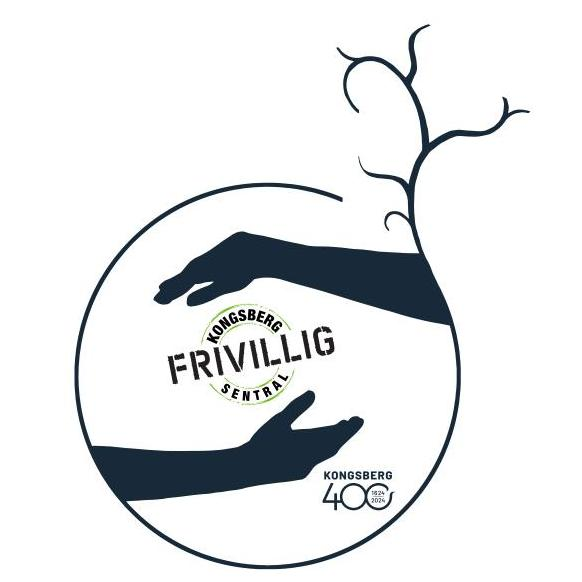 KONGSBERG
FRIVILLIG
SENTRAL
KONGSBERG
400
1624
2024